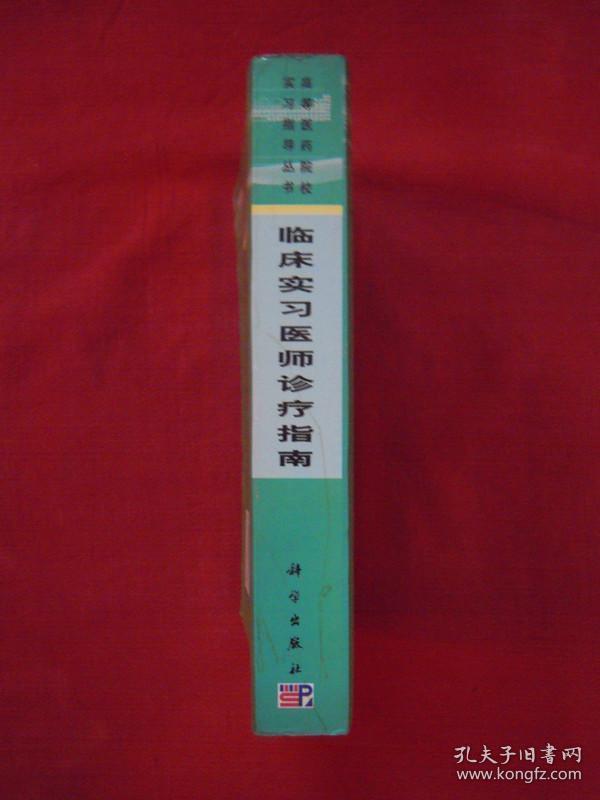 高等医药院校
实习指导丛书
临床实习医师诊疗指南
科学出版社
SP
孔夫子旧书网
www.kongfz.com